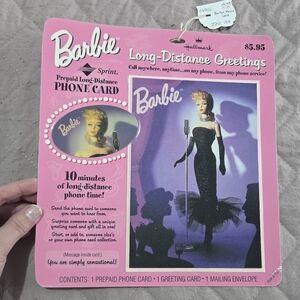 Barbie
Sprint.
Prepaid Long-Distance
PHONE CARD
Barbie
10 minutes
of long-distance
phone time!
Send the phone card to someone
you want to hear from.
Surprise someone with a unique
greeting card and gift all in one!
Start, or add to, someone else's
or your own phone card collection.
(Message inside card:)
You are simply sensational!
Hallmark
$5.95
Long-Distance Greetings
Call anywhere, anytime...on any phone, from any phone service!
Barbie
CONTENTS: 1 PREPAID PHONE CARD • 1 GREETING CARD • 1 MAILING ENVELOPE